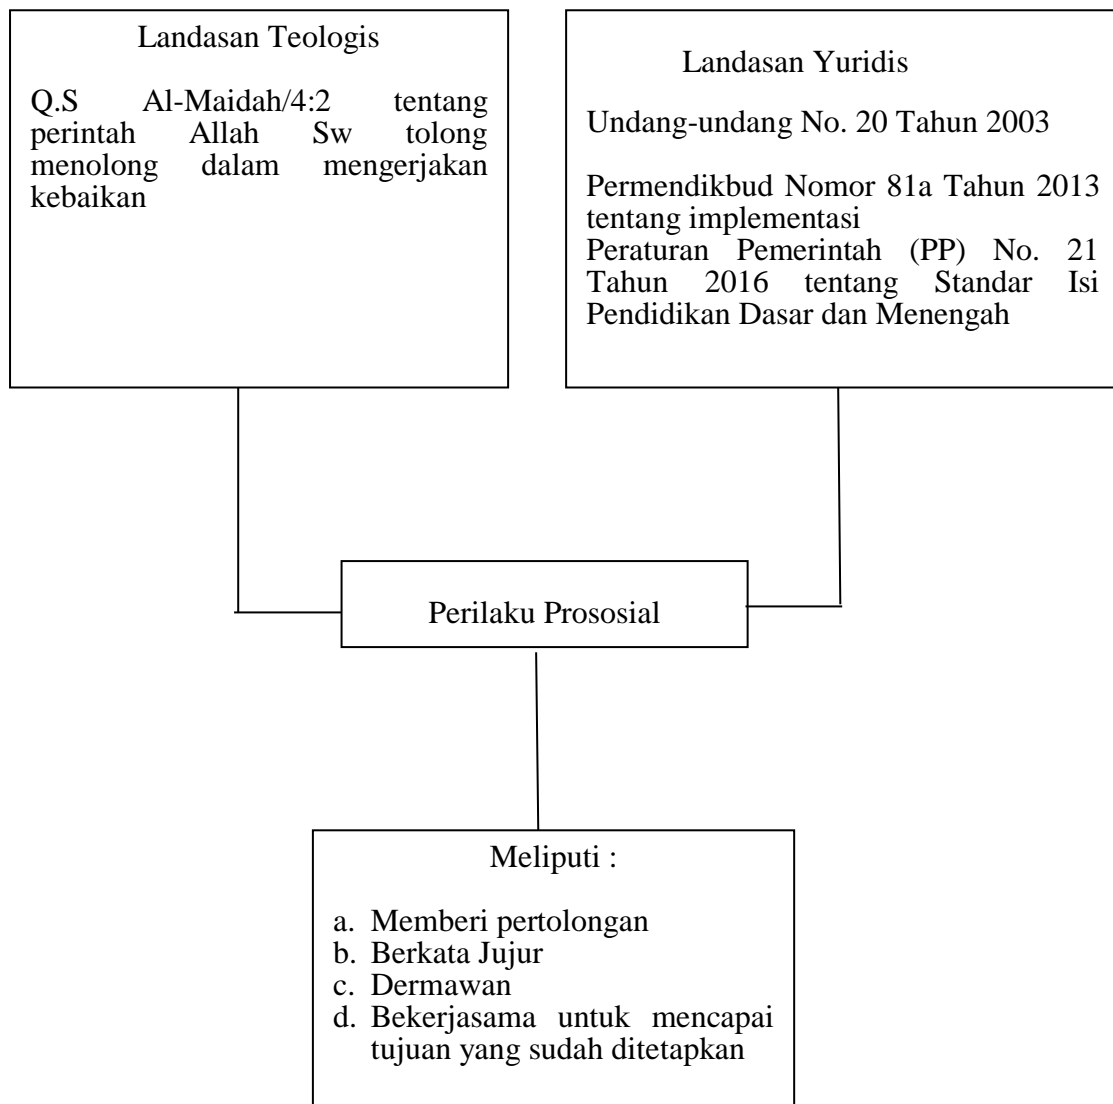 Landasan Teologis
Q.S Al-Maidah/4:2 tentang
perintah Allah Sw tolong
menolong dalam mengerjakan
kebaikan
Landasan Yuridis
Undang-undang No. 20 Tahun 2003
Permendikbud Nomor 81a Tahun 2013
tentang implementasi
Peraturan Pemerintah (PP) No. 21
Tahun 2016 tentang Standar Isi
Pendidikan Dasar dan Menengah
Perilaku Prososial
Meliputi :
a. Memberi pertolongan
b. Berkata Jujur
c. Dermawan
d. Bekerjasama untuk mencapai
tujuan yang sudah ditetapkan